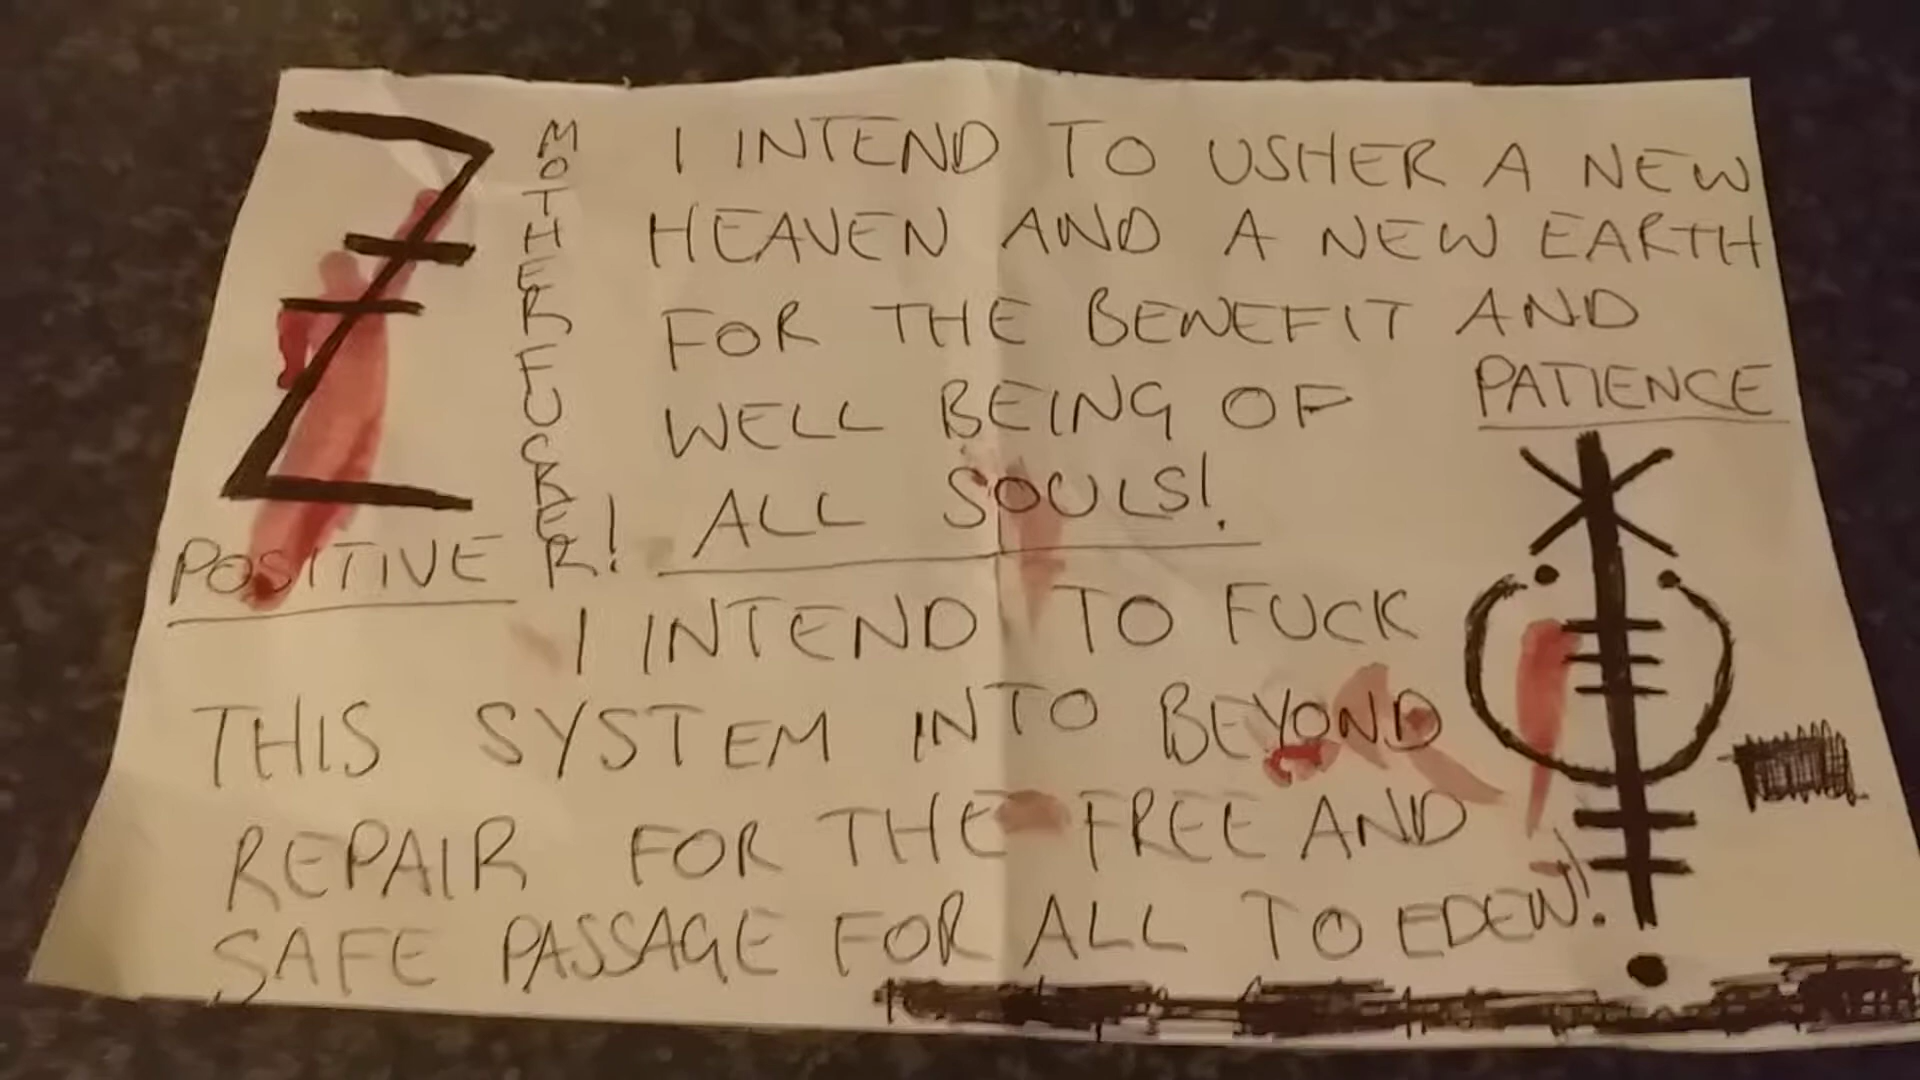 MOTHERFUCKER!
I INTEND TO USHER A NEW
HEAVEN AND A NEW EARTH
FOR THE BENEFIT AND
WELL BEING OF
ALL SOULS!
PATIENCE
POSITIVE
I INTEND TO FUCK
THIS SYSTEM INTO BEYOND
REPAIR FOR THE FREE AND
SAFE PASSAGE FOR ALL TO EDEN!